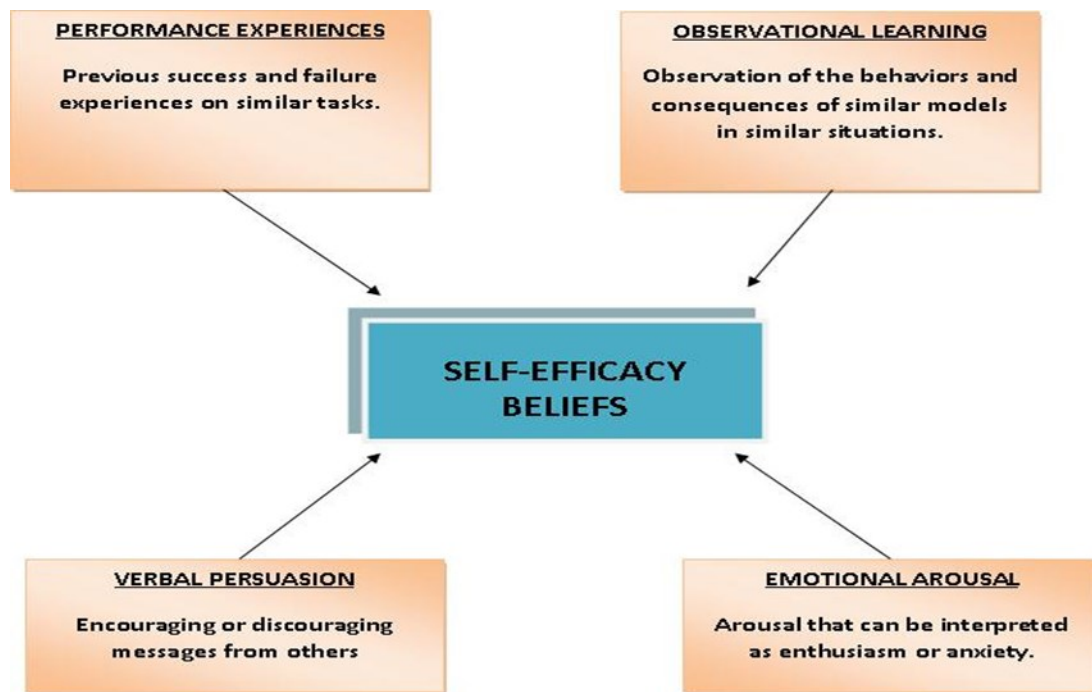 PERFORMANCE EXPERIENCES
Previous success and failure
experiences on similar tasks.
OBSERVATIONAL LEARNING
Observation of the behaviors and
consequences of similar models
in similar situations.
SELF-EFFICACY
BELIEFS
VERBAL PERSUASION
Encouraging or discouraging
messages from others
EMOTIONAL AROUSAL
Arousal that can be interpreted
as enthusiasm or anxiety.